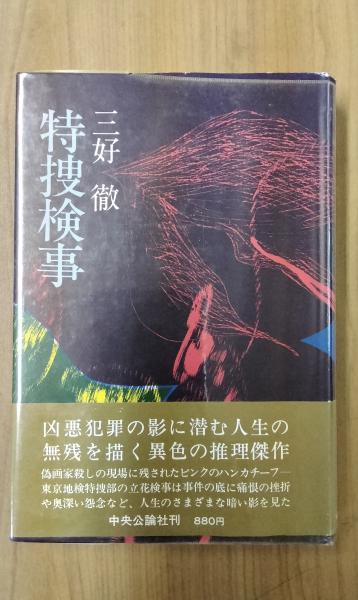 三好 徹
特捜検事
凶悪犯罪の影に潜む人生の
無残を描く異色の推理傑作
偽画家殺しの現場に残されたピンクのハンカチーフ―
東京地検特捜部の立花検事は事件の底に痛恨の挫折
や奥深い怨念など、人生のさまざまな暗い影を見た
中央公論社刊 880円